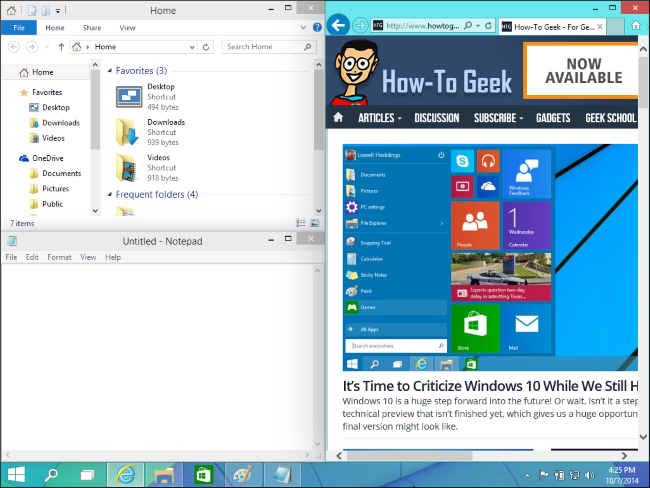 Home
File
Home
Share
View
Home
Search Home
Home
Favorites
Desktop
Downloads
Videos
OneDrive
Documents
Pictures
Public
Favorites (3)
Desktop
Shortcut
494 bytes
Downloads
Shortcut
939 bytes
Videos
Shortcut
918 bytes
Frequent folders (4)
7 items
Untitled - Notepad
File Edit Format View Help
http://www.howtog...
HTG How-To Geek - For Ge...
How-To Geek
NOW
AVAILABLE
ARTICLES DISCUSSION SUBSCRIBE GADGETS GEEK SCHOOL
Lowell Heddings
Documents
Pictures
PC settings
File Explorer
Snipping Tool
Calculator
Sticky Notes
Paint
Games
All Apps
Search everywhere
Windows
Feedback
People
1
Wednesday
Calendar
Experts question two-day
delay in admitting Texas...
Store
Mail
It's Time to Criticize Windows 10 While We Still H
Windows 10 is a huge step forward into the future! Or wait, isn't it a step
technical preview that isn't finished yet, which gives us a huge opportun
final version might look like.
4:25 PM
10/7/2014